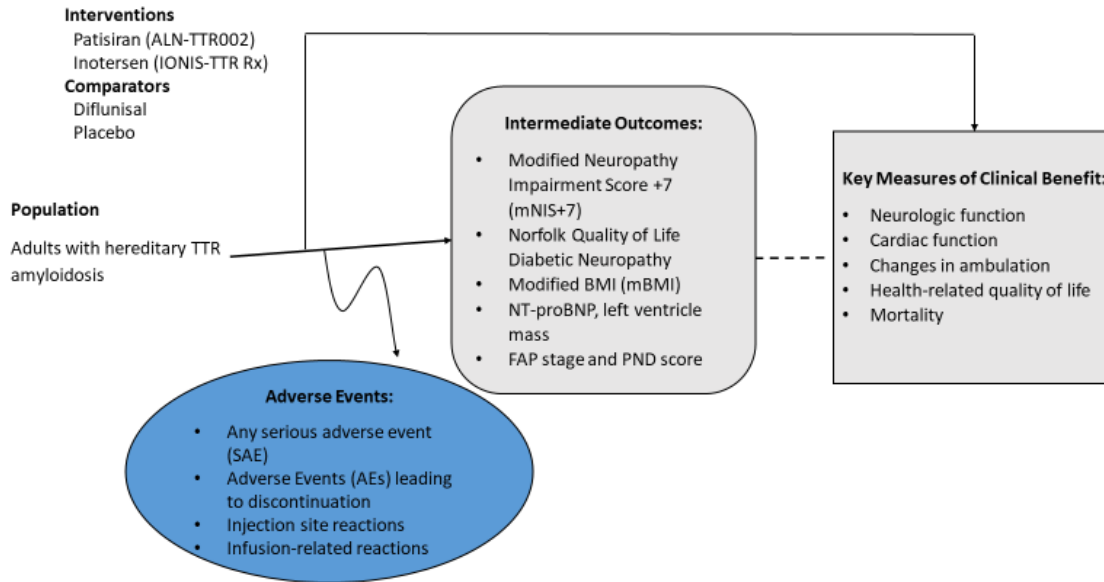 Interventions
Patisiran (ALN-TTR002)
Inotersen (IONIS-TTR Rx)
Comparators
Diflunisal
Placebo
Population
Adults with hereditary TTR
amyloidosis
Intermediate Outcomes:
• Modified Neuropathy
Impairment Score +7
(mNIS+7)
• Norfolk Quality of Life
Diabetic Neuropathy
• Modified BMI (mBMI)
• NT-proBNP, left ventricle
mass
• FAP stage and PND score
Key Measures of Clinical Benefit:
• Neurologic function
• Cardiac function
• Changes in ambulation
• Health-related quality of life
• Mortality
Adverse Events:
• Any serious adverse event
(SAE)
• Adverse Events (AEs) leading
to discontinuation
• Injection site reactions
• Infusion-related reactions